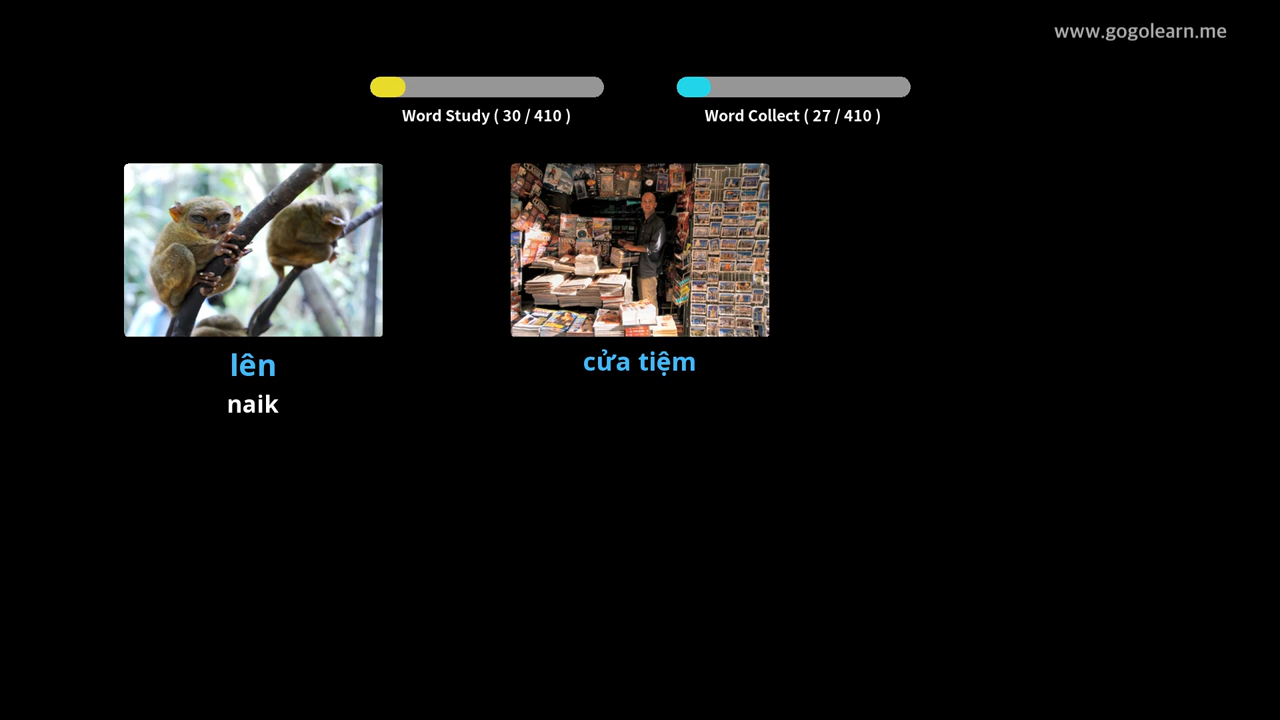 www.gogolearn.me
Word Study ( 30 / 410 )
Word Collect ( 27 / 410 )
lên
naik
cửa tiệm